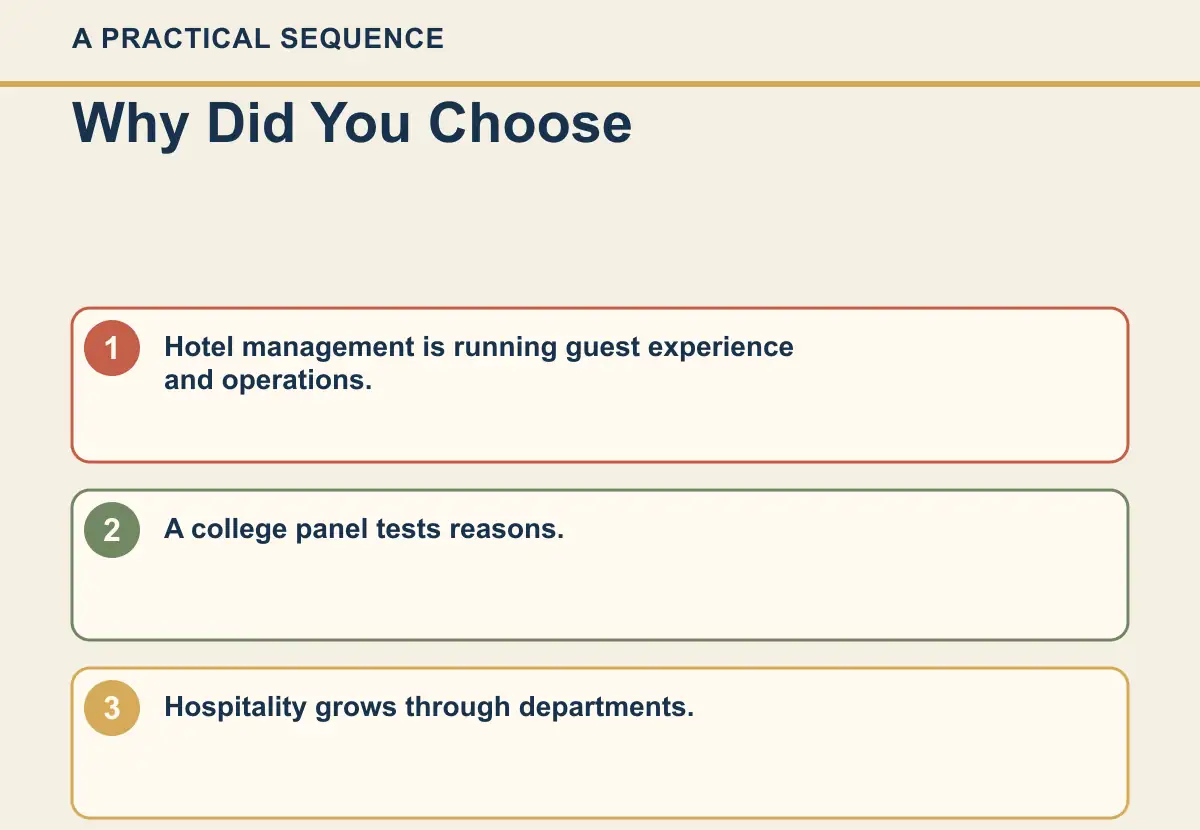 A PRACTICAL SEQUENCE
Why Did You Choose
1
Hotel management is running guest experience
and operations.
2
A college panel tests reasons.
3
Hospitality grows through departments.